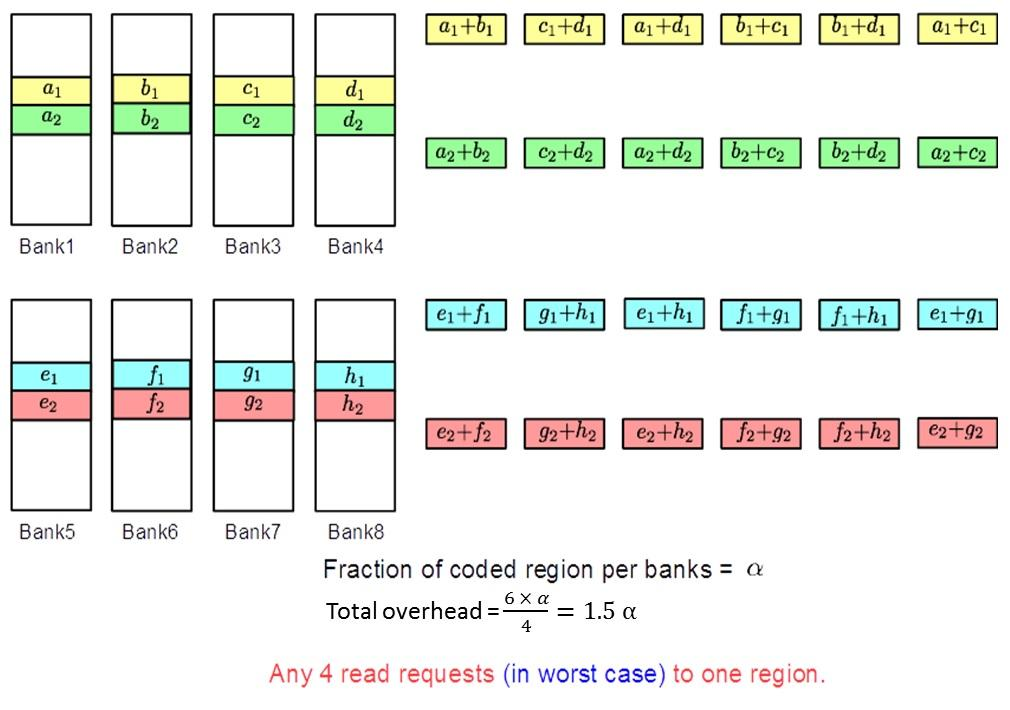 a₁+b₁ c₁+d₁ a₁+d₁ b₁+c₁ b₁+d₁ a₁+c₁
a₁ b₁ c₁ d₁
a₂ b₂ c₂ d₂
a₂+b₂ c₂+d₂ a₂+d₂ b₂+c₂ b₂+d₂ a₂+c₂
Bank1 Bank2 Bank3 Bank4
e₁+f₁ g₁+h₁ e₁+h₁ f₁+g₁ f₁+h₁ e₁+g₁
e₁ f₁ g₁ h₁
e₂ f₂ g₂ h₂
e₂+f₂ g₂+h₂ e₂+h₂ f₂+g₂ f₂+h₂ e₂+g₂
Bank5 Bank6 Bank7 Bank8
Fraction of coded region per banks = α
Total overhead = 6 × α / 4 = 1.5 α
Any 4 read requests (in worst case) to one region.